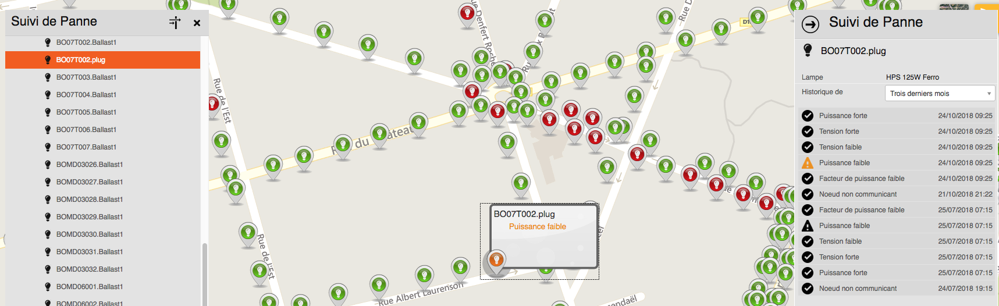 Suivi de Panne
BO07T002.Ballast1
BO07T002.plug
BO07T003.Ballast1
BO07T004.Ballast1
BO07T005.Ballast1
BO07T006.Ballast1
BO07T007.Ballast1
BOMD03026.Ballast1
BOMD03027.Ballast1
BOMD03028.Ballast1
BOMD03029.Ballast1
BOMD03030.Ballast1
BOMD03031.Ballast1
BOMD03032.Ballast1
BOMD06001.Ballast1
BOMD06002.Ballast1
Rue de l'Est
Rue de l'Est
du
Rue Albert Laurenson
BO07T002.plug
Puissance faible
Rue D
D1
endaël
Suivi de Panne
BO07T002.plug
Lampe HPS 125W Ferro
Historique de Trois derniers mois
Puissance forte 24/10/2018 09:25
Tension forte 24/10/2018 09:25
Tension faible 24/10/2018 09:25
Puissance faible 24/10/2018 09:25
Facteur de puissance faible 24/10/2018 09:25
Noeud non communicant 21/10/2018 21:22
Facteur de puissance faible 25/07/2018 07:15
Puissance faible 25/07/2018 07:15
Tension faible 25/07/2018 07:15
Tension forte 25/07/2018 07:15
Puissance forte 25/07/2018 07:15
Noeud non communicant 24/07/2018 19:15